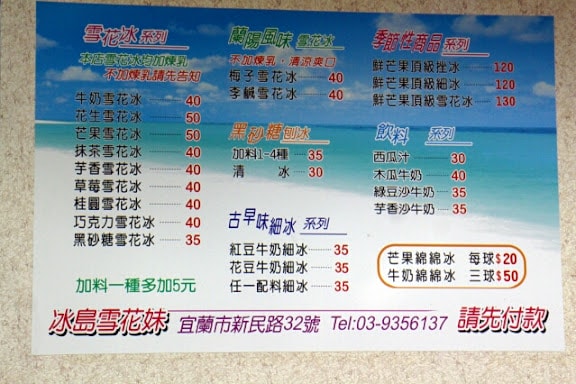 雪花冰 系列
本店雪花冰均加煉乳
不加煉乳請先告知
牛奶雪花冰 40
花生雪花冰 50
芒果雪花冰 50
抹茶雪花冰 40
芋香雪花冰 40
草莓雪花冰 40
桂圓雪花冰 40
巧克力雪花冰 40
黑砂糖雪花冰 35
加料一種多加5元
蘭陽風味 雪花冰
不加煉乳，清涼爽口
梅子雪花冰 40
李鹹雪花冰 40
黑砂糖刨冰
加料1-4種 35
清 冰 30
古早味細冰 系列
紅豆牛奶細冰 35
花豆牛奶細冰 35
任一配料細冰 35
季節性商品 系列
鮮芒果頂級挫冰 120
鮮芒果頂級細冰 120
鮮芒果頂級雪花冰 130
飲料 系列
西瓜汁 30
木瓜牛奶 40
綠豆沙牛奶 35
芋香沙牛奶 35
芒果綿綿冰 每球$20
牛奶綿綿冰 三球$50
冰島雪花妹 宜蘭市新民路32號 Tel:03-9356137 請先付款